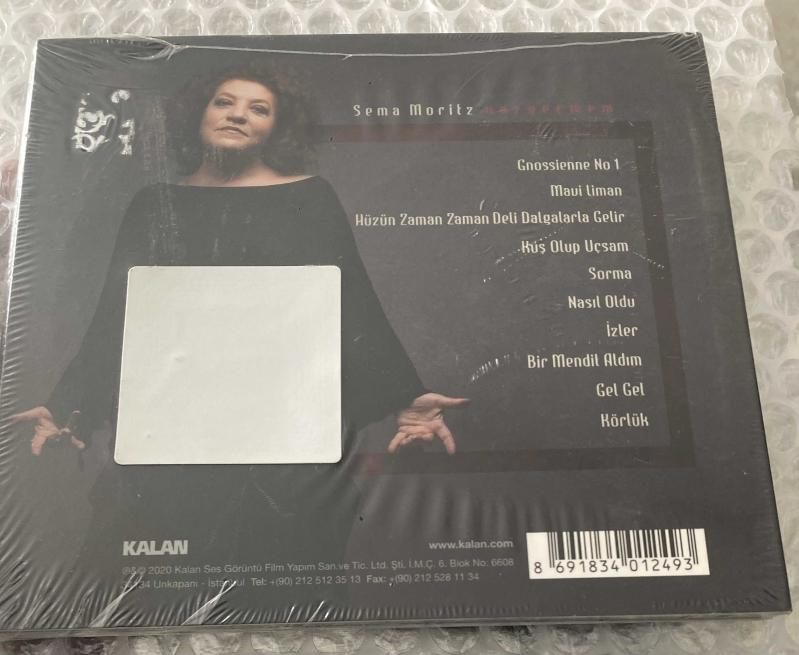 Sema Moritz
Gnossienne No 1
Mavi Liman
Hüzün Zaman Zaman Deli Dalgalarla Gelir
Kuş Olup Uçsam
Sorma
Nasıl Oldu
İzler
Bir Mendil Aldım
Gel Gel
Körlük
KALAN
www.kalan.com
℗&© 2020 Kalan Ses Görüntü Film Yapım San.ve Tic. Ltd. Şti. İ.M.Ç. 6. Blok No: 6608
34134 Unkapanı - İstanbul Tel: +(90) 212 512 35 13 Fax: +(90) 212 528 11 34
8 691834 012493